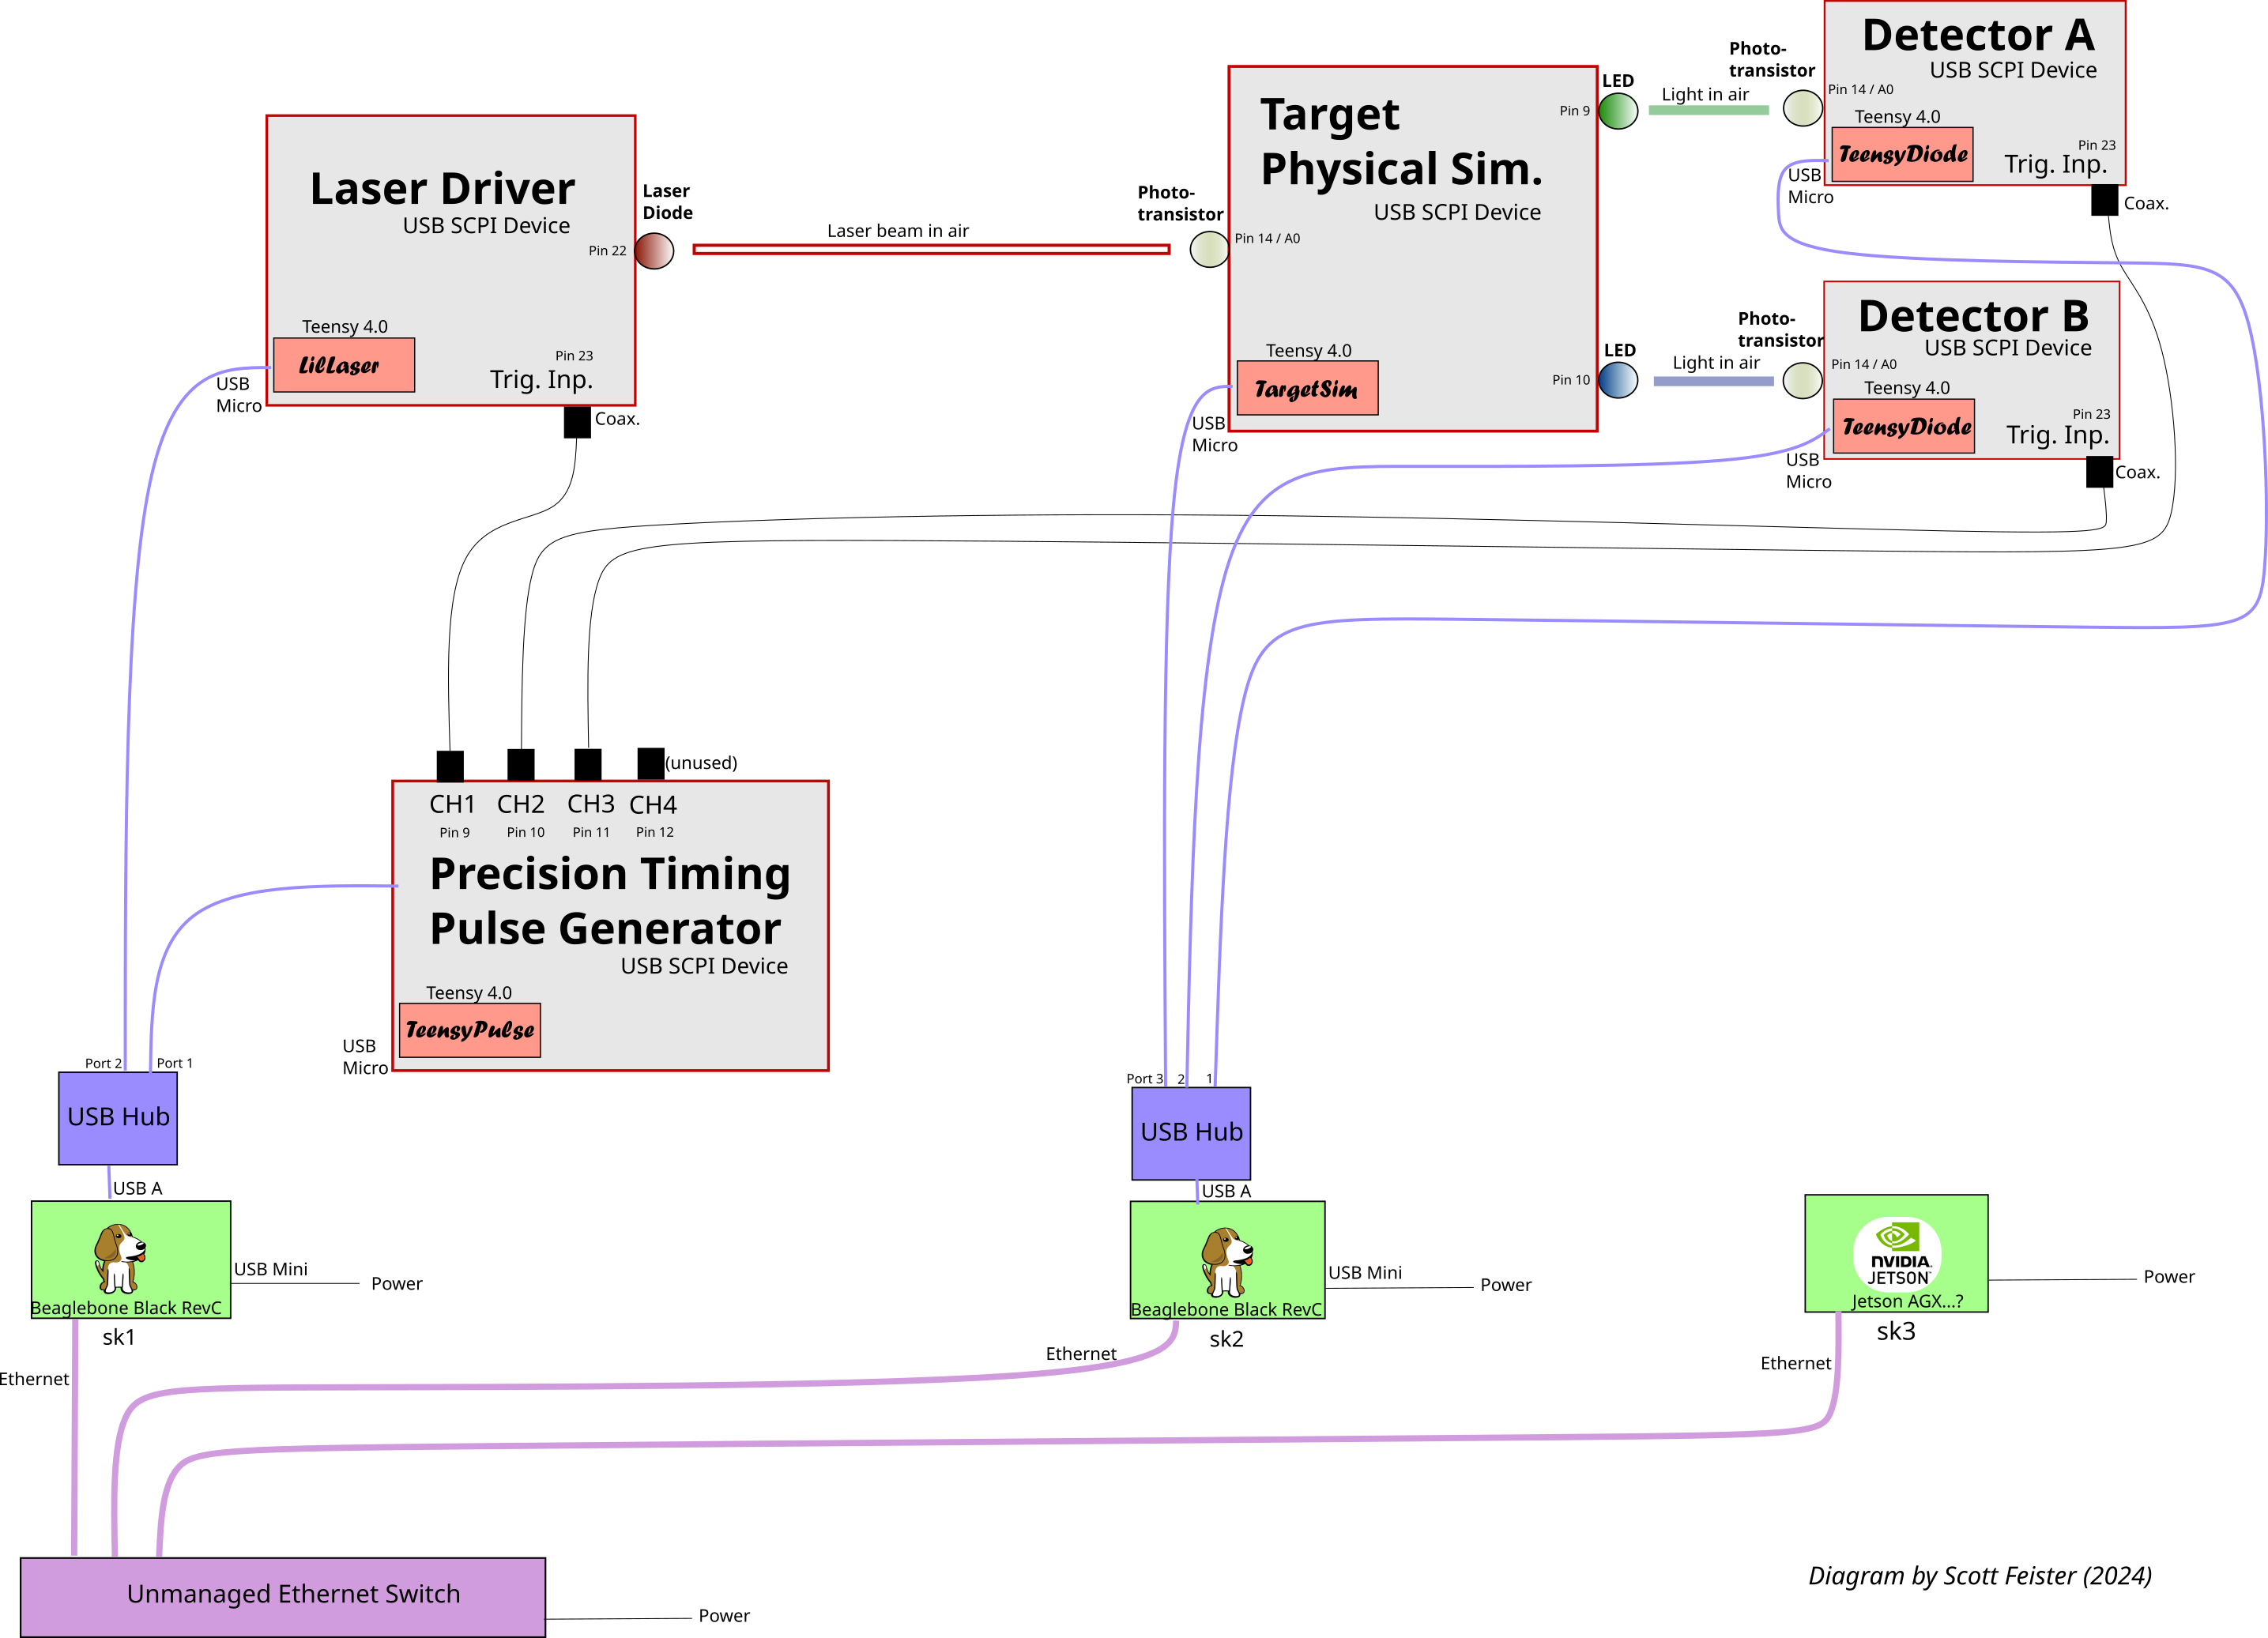 Detector A
USB SCPI Device
Photo-
transistor
Pin 14 / A0
Teensy 4.0
TeensyDiode
Pin 23
Trig. Inp.
USB
Micro
Coax.
LED
Light in air
Pin 9
Target
Physical Sim.
USB SCPI Device
Photo-
transistor
Pin 14 / A0
Laser Driver
USB SCPI Device
Laser
Diode
Pin 22
Laser beam in air
Teensy 4.0
LilLaser
Pin 23
Trig. Inp.
USB
Micro
Coax.
Teensy 4.0
TargetSim
USB
Micro
Pin 10
LED
Light in air
Photo-
transistor
Detector B
USB SCPI Device
Pin 14 / A0
Teensy 4.0
TeensyDiode
Pin 23
Trig. Inp.
USB
Micro
Coax.
(unused)
CH1 CH2 CH3 CH4
Pin 9 Pin 10 Pin 11 Pin 12
Precision Timing
Pulse Generator
USB SCPI Device
Teensy 4.0
TeensyPulse
USB
Micro
Port 2 Port 1
USB Hub
USB A
Beaglebone Black RevC
sk1
USB Mini
Power
Ethernet
Port 3 2 1
USB Hub
USB A
Beaglebone Black RevC
sk2
USB Mini
Power
Ethernet
NVIDIA.
JETSON™
Jetson AGX...?
sk3
Power
Ethernet
Unmanaged Ethernet Switch
Power
Diagram by Scott Feister (2024)